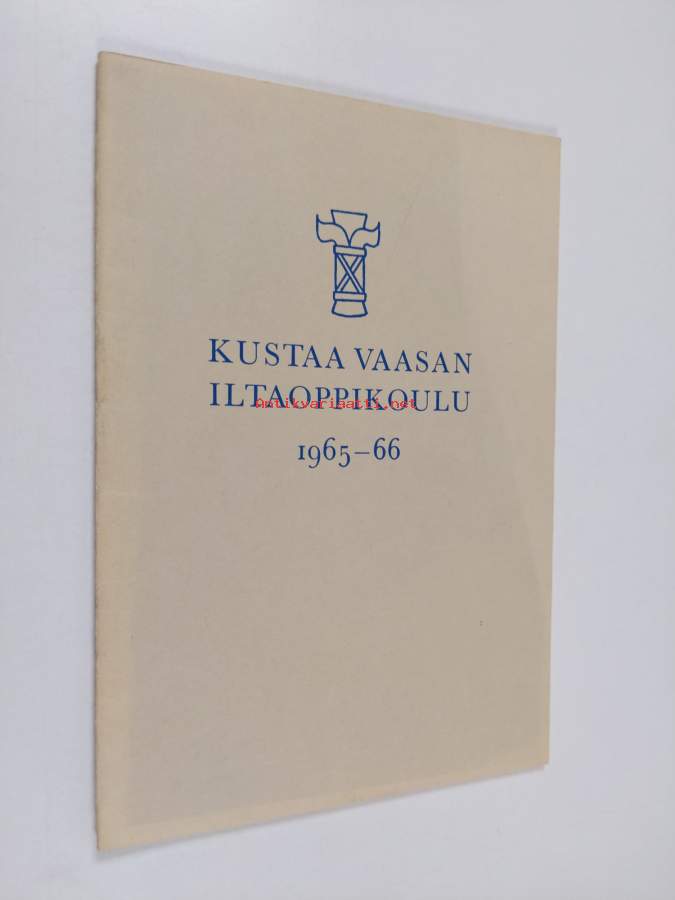 KUSTAA VAASAN
ILTAOPPIKOULU
Antikvariaatti.net
1965–66